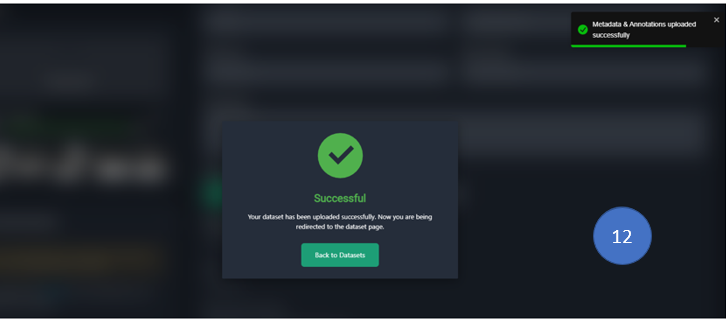 Metadata & Annotations uploaded
successfully
Successful
Your dataset has been uploaded successfully. Now you are being
redirected to the dataset page.
Back to Datasets
12